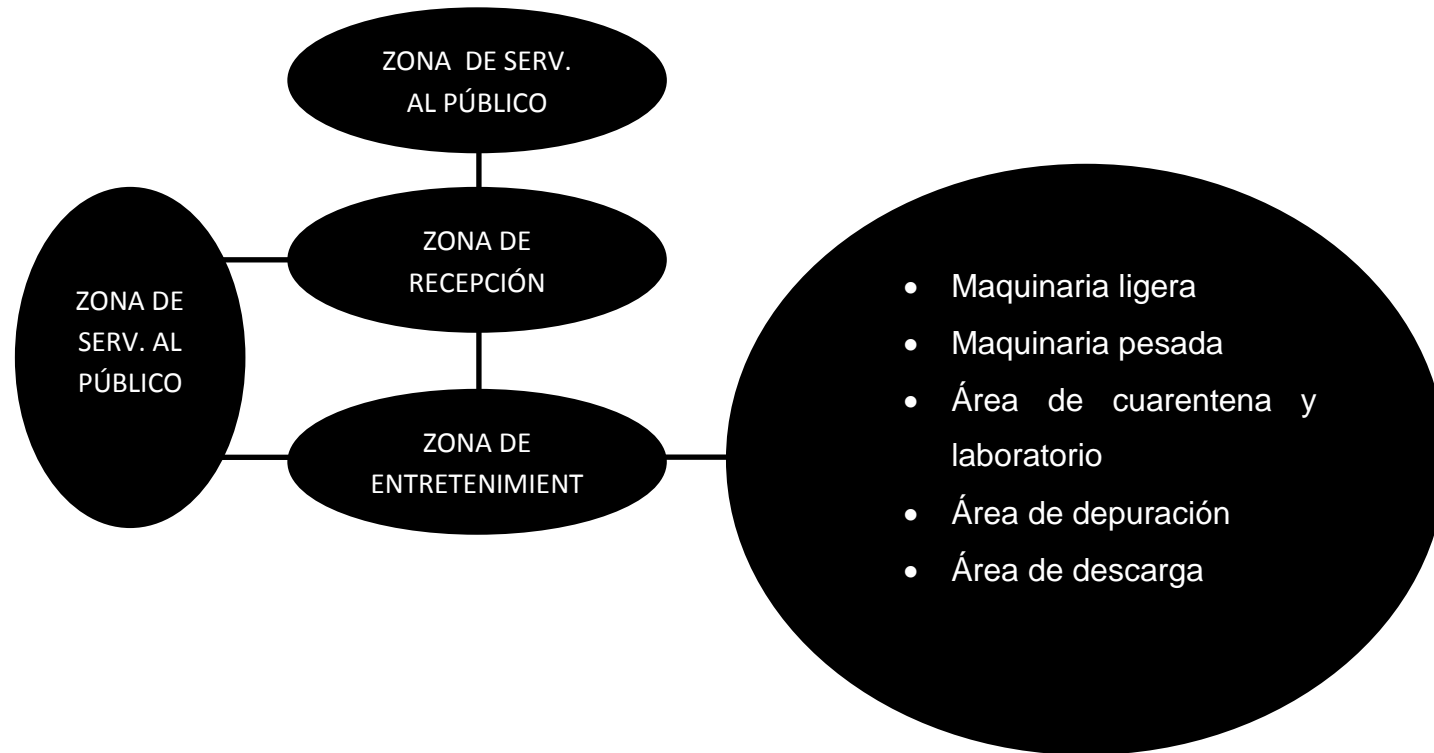 ZONA DE SERV.
AL PÚBLICO
ZONA DE
RECEPCIÓN
ZONA DE
SERV. AL
PÚBLICO
ZONA DE
ENTRETENIMIENT
• Maquinaria ligera
• Maquinaria pesada
• Área de cuarentena y
laboratorio
• Área de depuración
• Área de descarga